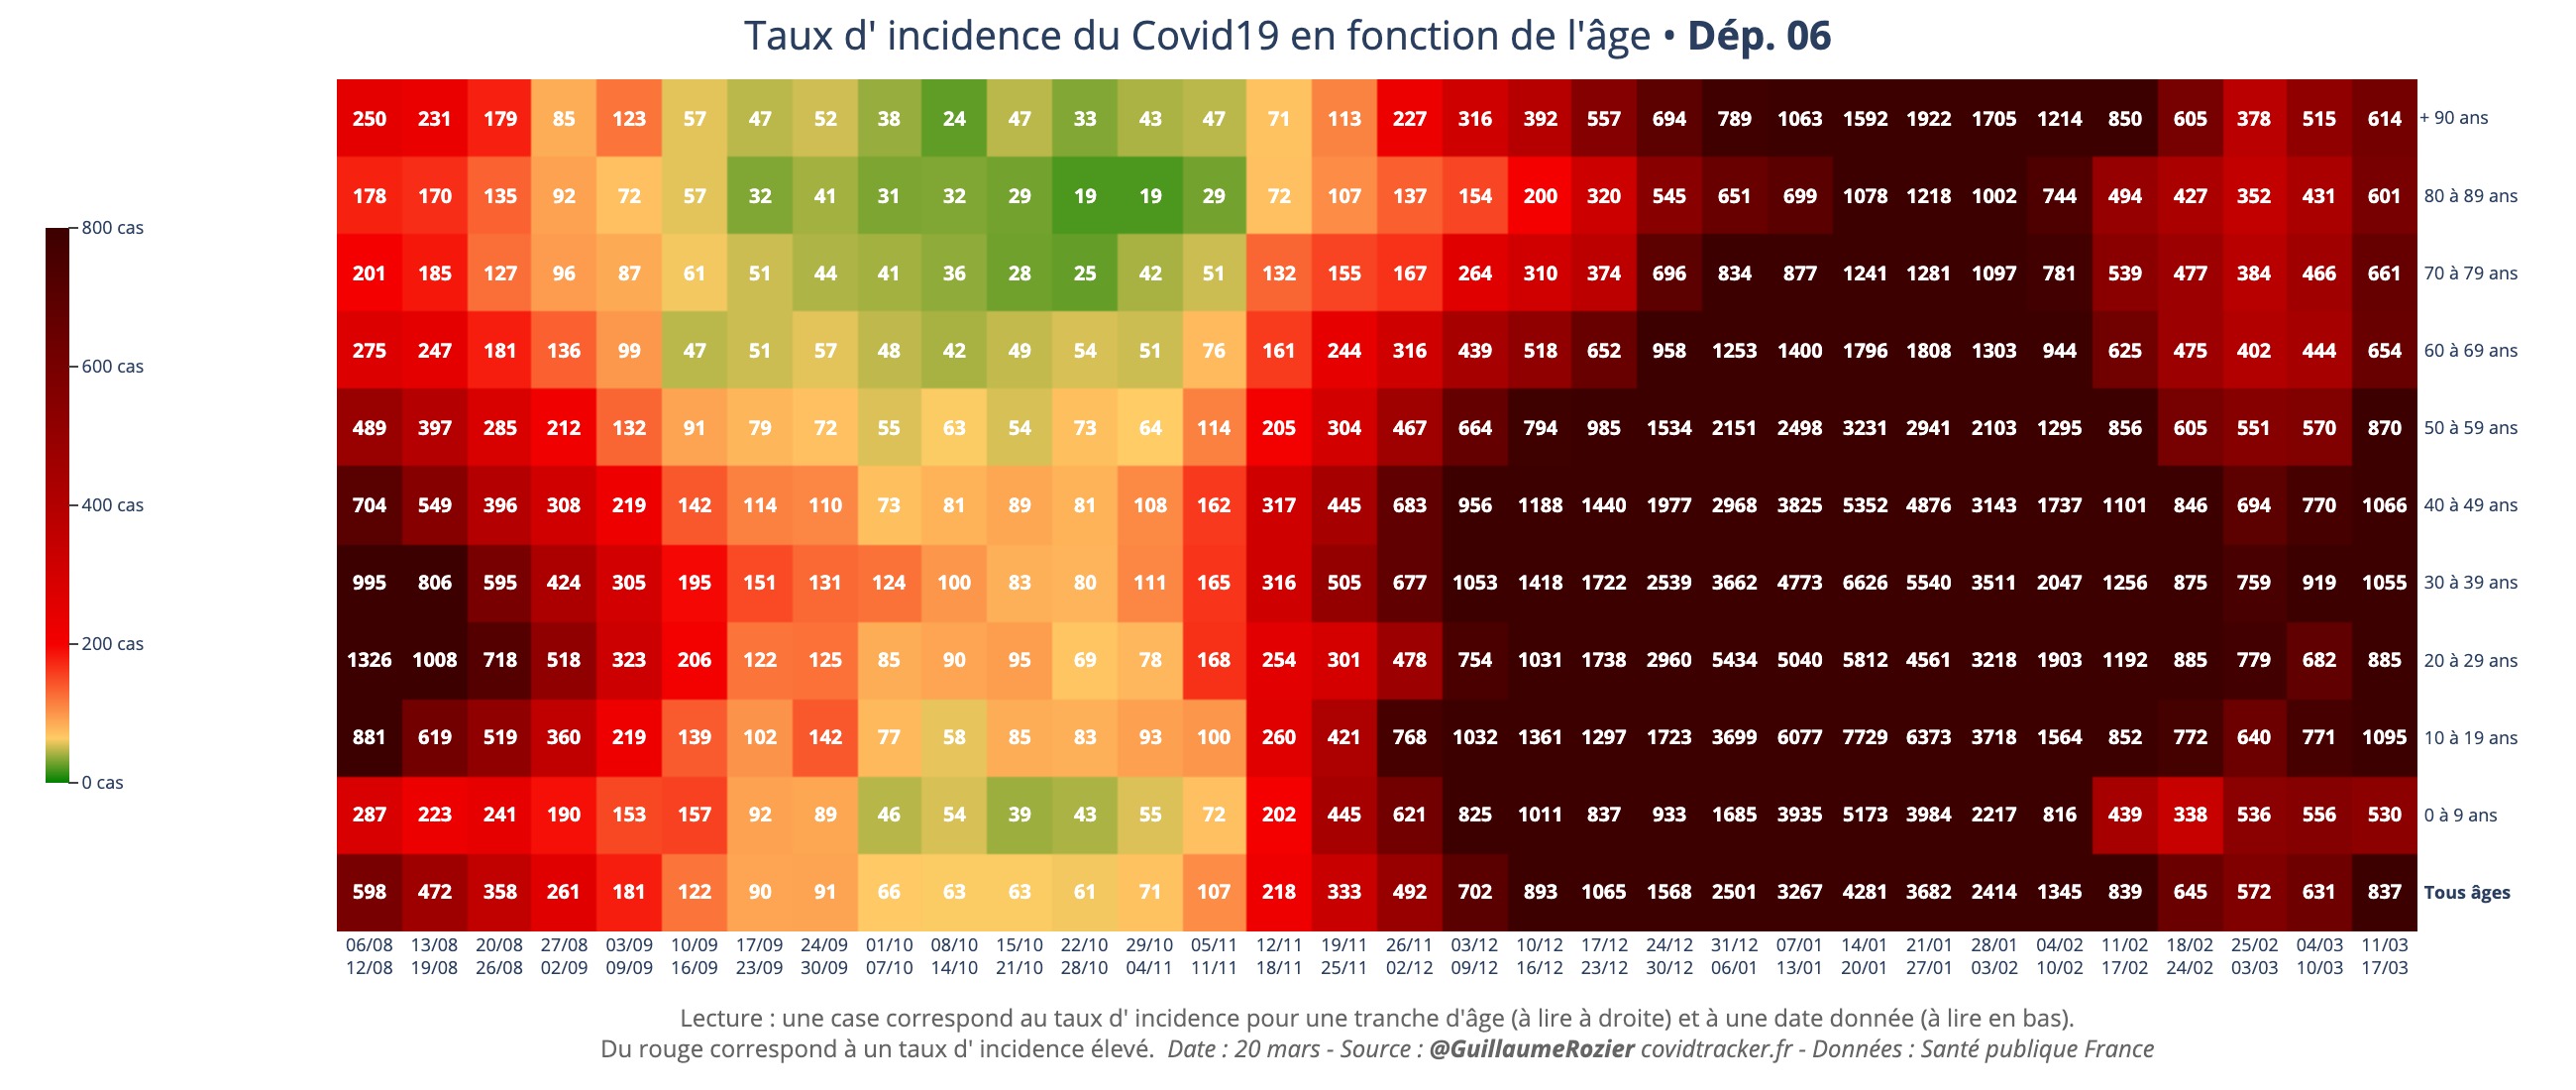 Taux d' incidence du Covid19 en fonction de l'âge • Dép. 06
250 231 179 85 123 57 47 52 38 24 47 33 43 47 71 113 227 316 392 557 694 789 1063 1592 1922 1705 1214 850 605 378 515 614 + 90 ans
178 170 135 92 72 57 32 41 31 32 29 19 19 29 72 107 137 154 200 320 545 651 699 1078 1218 1002 744 494 427 352 431 601 80 à 89 ans
800 cas
201 185 127 96 87 61 51 44 41 36 28 25 42 51 132 155 167 264 310 374 696 834 877 1241 1281 1097 781 539 477 384 466 661 70 à 79 ans
275 247 181 136 99 47 51 57 48 42 49 54 51 76 161 244 316 439 518 652 958 1253 1400 1796 1808 1303 944 625 475 402 444 654 60 à 69 ans
600 cas
489 397 285 212 132 91 79 72 55 63 54 73 64 114 205 304 467 664 794 985 1534 2151 2498 3231 2941 2103 1295 856 605 551 570 870 50 à 59 ans
400 cas
704 549 396 308 219 142 114 110 73 81 89 81 108 162 317 445 683 956 1188 1440 1977 2968 3825 5352 4876 3143 1737 1101 846 694 770 1066 40 à 49 ans
995 806 595 424 305 195 151 131 124 100 83 80 111 165 316 505 677 1053 1418 1722 2539 3662 4773 6626 5540 3511 2047 1256 875 759 919 1055 30 à 39 ans
200 cas
1326 1008 718 518 323 206 122 125 85 90 95 69 78 168 254 301 478 754 1031 1738 2960 5434 5040 5812 4561 3218 1903 1192 885 779 682 885 20 à 29 ans
881 619 519 360 219 139 102 142 77 58 85 83 93 100 260 421 768 1032 1361 1297 1723 3699 6077 7729 6373 3718 1564 852 772 640 771 1095 10 à 19 ans
0 cas
287 223 241 190 153 157 92 89 46 54 39 43 55 72 202 445 621 825 1011 837 933 1685 3935 5173 3984 2217 816 439 338 536 556 530 0 à 9 ans
598 472 358 261 181 122 90 91 66 63 63 61 71 107 218 333 492 702 893 1065 1568 2501 3267 4281 3682 2414 1345 839 645 572 631 837 Tous âges
06/08 13/08 20/08 27/08 03/09 10/09 17/09 24/09 01/10 08/10 15/10 22/10 29/10 05/11 12/11 19/11 26/11 03/12 10/12 17/12 24/12 31/12 07/01 14/01 21/01 28/01 04/02 11/02 18/02 25/02 04/03 11/03
12/08 19/08 26/08 02/09 09/09 16/09 23/09 30/09 07/10 14/10 21/10 28/10 04/11 11/11 18/11 25/11 02/12 09/12 16/12 23/12 30/12 06/01 13/01 20/01 27/01 03/02 10/02 17/02 24/02 03/03 10/03 17/03
Lecture : une case correspond au taux d' incidence pour une tranche d'âge (à lire à droite) et à une date donnée (à lire en bas).
Du rouge correspond à un taux d' incidence élevé. Date : 20 mars - Source : @GuillaumeRozier covidtracker.fr - Données : Santé publique France